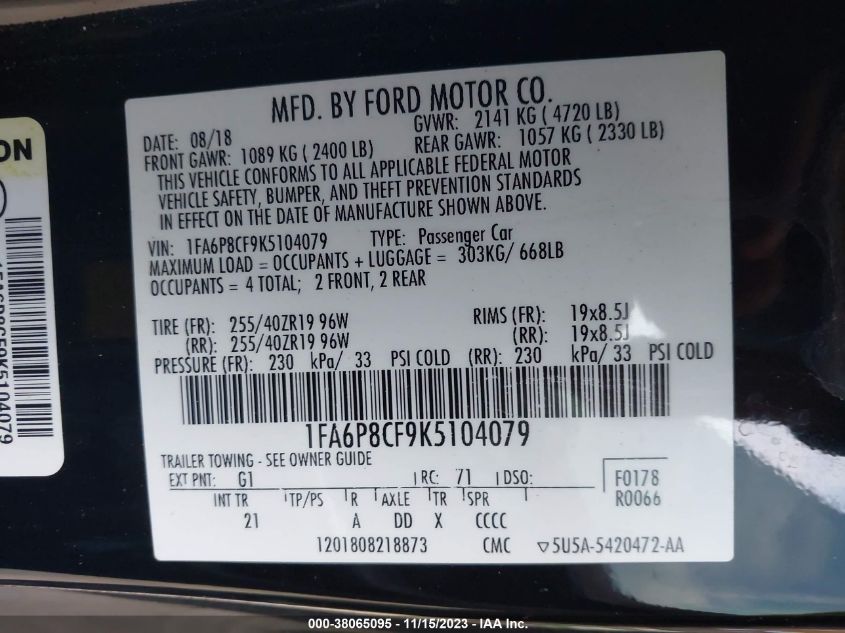 MFD. BY FORD MOTOR CO.
DATE: 08/18
GVWR: 2141 KG ( 4720 LB)
FRONT GAWR: 1089 KG ( 2400 LB)
REAR GAWR: 1057 KG ( 2330 LB)
THIS VEHICLE CONFORMS TO ALL APPLICABLE FEDERAL MOTOR
VEHICLE SAFETY, BUMPER, AND THEFT PREVENTION STANDARDS
IN EFFECT ON THE DATE OF MANUFACTURE SHOWN ABOVE.
VIN: 1FA6P8CF9K5104079 TYPE: Passenger Car
MAXIMUM LOAD = OCCUPANTS + LUGGAGE = 303KG/ 668LB
OCCUPANTS = 4 TOTAL; 2 FRONT, 2 REAR
TIRE (FR): 255/40ZR19 96W RIMS (FR): 19x8.5J
(RR): 255/40ZR19 96W (RR): 19x8.5J
PRESSURE (FR): 230 kPa/ 33 PSI COLD (RR): 230 kPa/ 33 PSI COLD
1FA6P8CF9K5104079
TRAILER TOWING - SEE OWNER GUIDE
EXT PNT: G1 RC: 71 DSO:
F0178
R0066
INT TR TP/PS R AXLE TR SPR
21 A DD X CCCC
1201808218873 CMC ▽5U5A-5420472-AA
ON
1FA6P8CF9K5104079
000-38065095 - 11/15/2023 - IAA Inc.